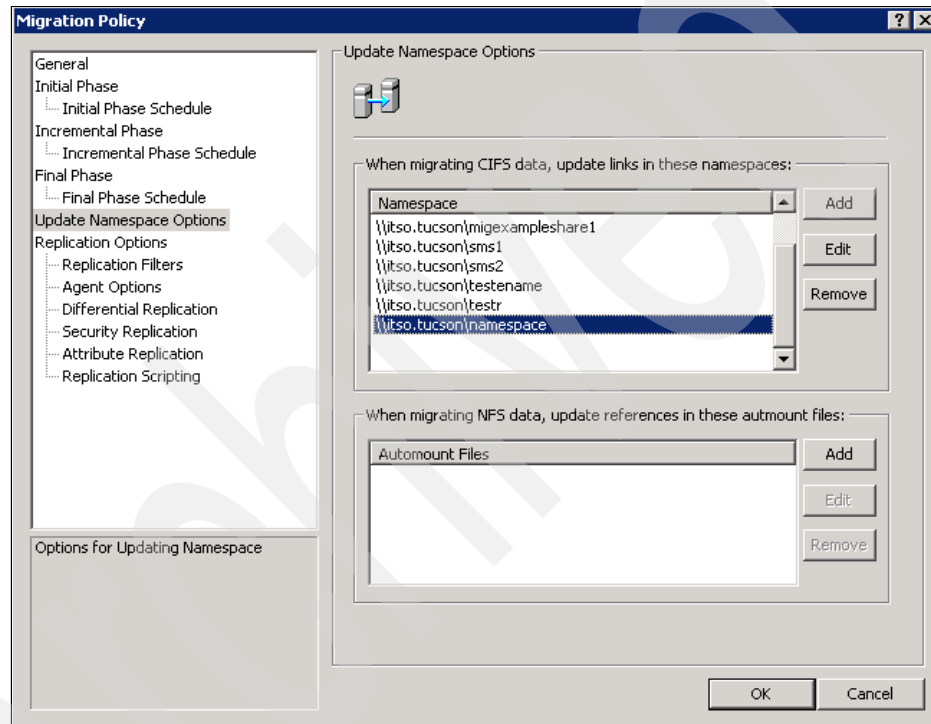 Migration Policy
General
Initial Phase
Initial Phase Schedule
Incremental Phase
Incremental Phase Schedule
Final Phase
Final Phase Schedule
Update Namespace Options
Replication Options
Replication Filters
Agent Options
Differential Replication
Security Replication
Attribute Replication
Replication Scripting
Options for Updating Namespace
Update Namespace Options
When migrating CIFS data, update links in these namespaces:
Namespace
\\itso.tucson\migexampleshare1
\\itso.tucson\sms1
\\itso.tucson\sms2
\\itso.tucson\testename
\\itso.tucson\testr
\\itso.tucson\namespace
Add
Edit
Remove
When migrating NFS data, update references in these autmount files:
Automount Files
Add
Edit
Remove
OK
Cancel